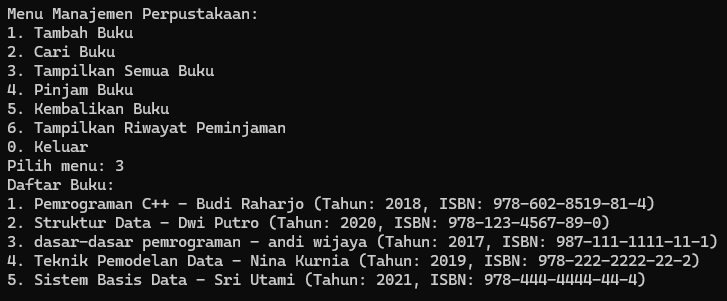 Menu Manajemen Perpustakaan:
1. Tambah Buku
2. Cari Buku
3. Tampilkan Semua Buku
4. Pinjam Buku
5. Kembalikan Buku
6. Tampilkan Riwayat Peminjaman
0. Keluar
Pilih menu: 3
Daftar Buku:
1. Pemrograman C++ - Budi Raharjo (Tahun: 2018, ISBN: 978-602-8519-81-4)
2. Struktur Data - Dwi Putro (Tahun: 2020, ISBN: 978-123-4567-89-0)
3. dasar-dasar pemrograman - andi wijaya (Tahun: 2017, ISBN: 987-111-1111-11-1)
4. Teknik Pemodelan Data - Nina Kurnia (Tahun: 2019, ISBN: 978-222-2222-22-2)
5. Sistem Basis Data - Sri Utami (Tahun: 2021, ISBN: 978-444-4444-44-4)